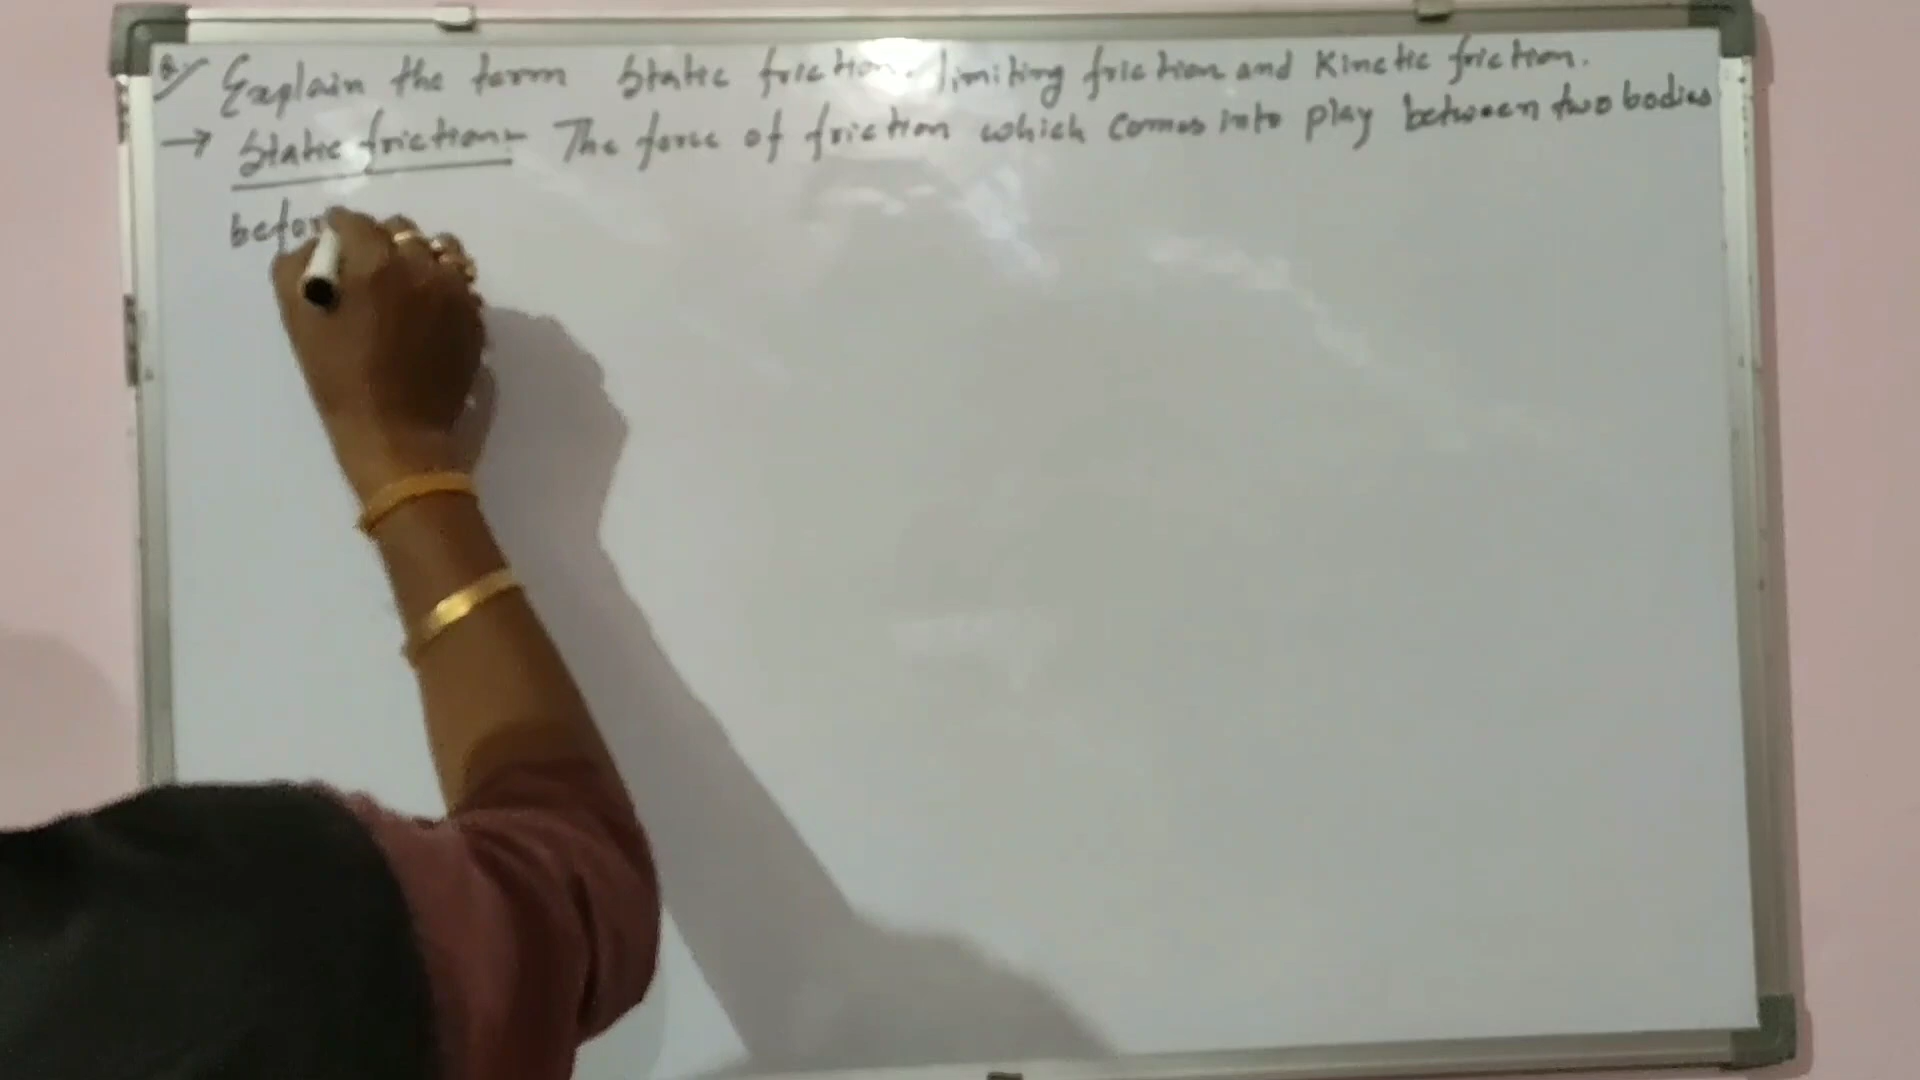 Q Explain the term Static friction, limiting friction and Kinetic friction.
→ Static friction:- The force of friction which comes into play between two bodies
befor